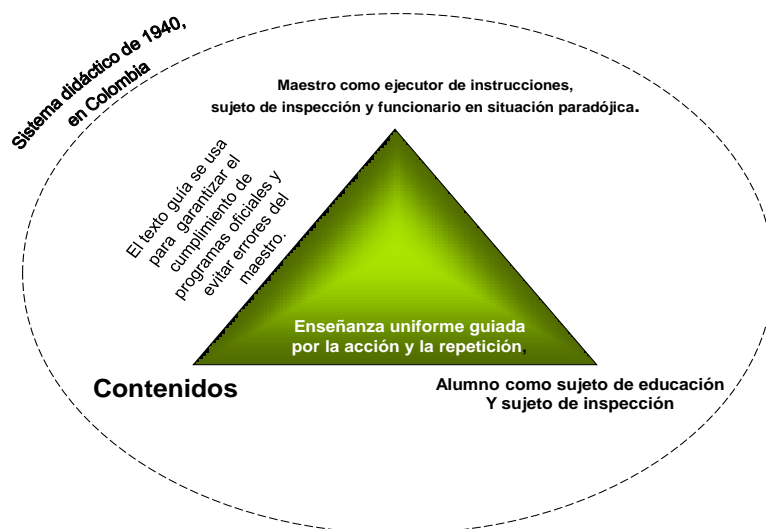 Sistema didáctico de 1940,
en Colombia
Maestro como ejecutor de instrucciones,
sujeto de inspección y funcionario en situación paradójica.
El texto guía se usa
para garantizar el
cumplimiento de
programas oficiales y
evitar errores del
maestro.
Enseñanza uniforme guiada
por la acción y la repetición,
Contenidos
Alumno como sujeto de educación
Y sujeto de inspección